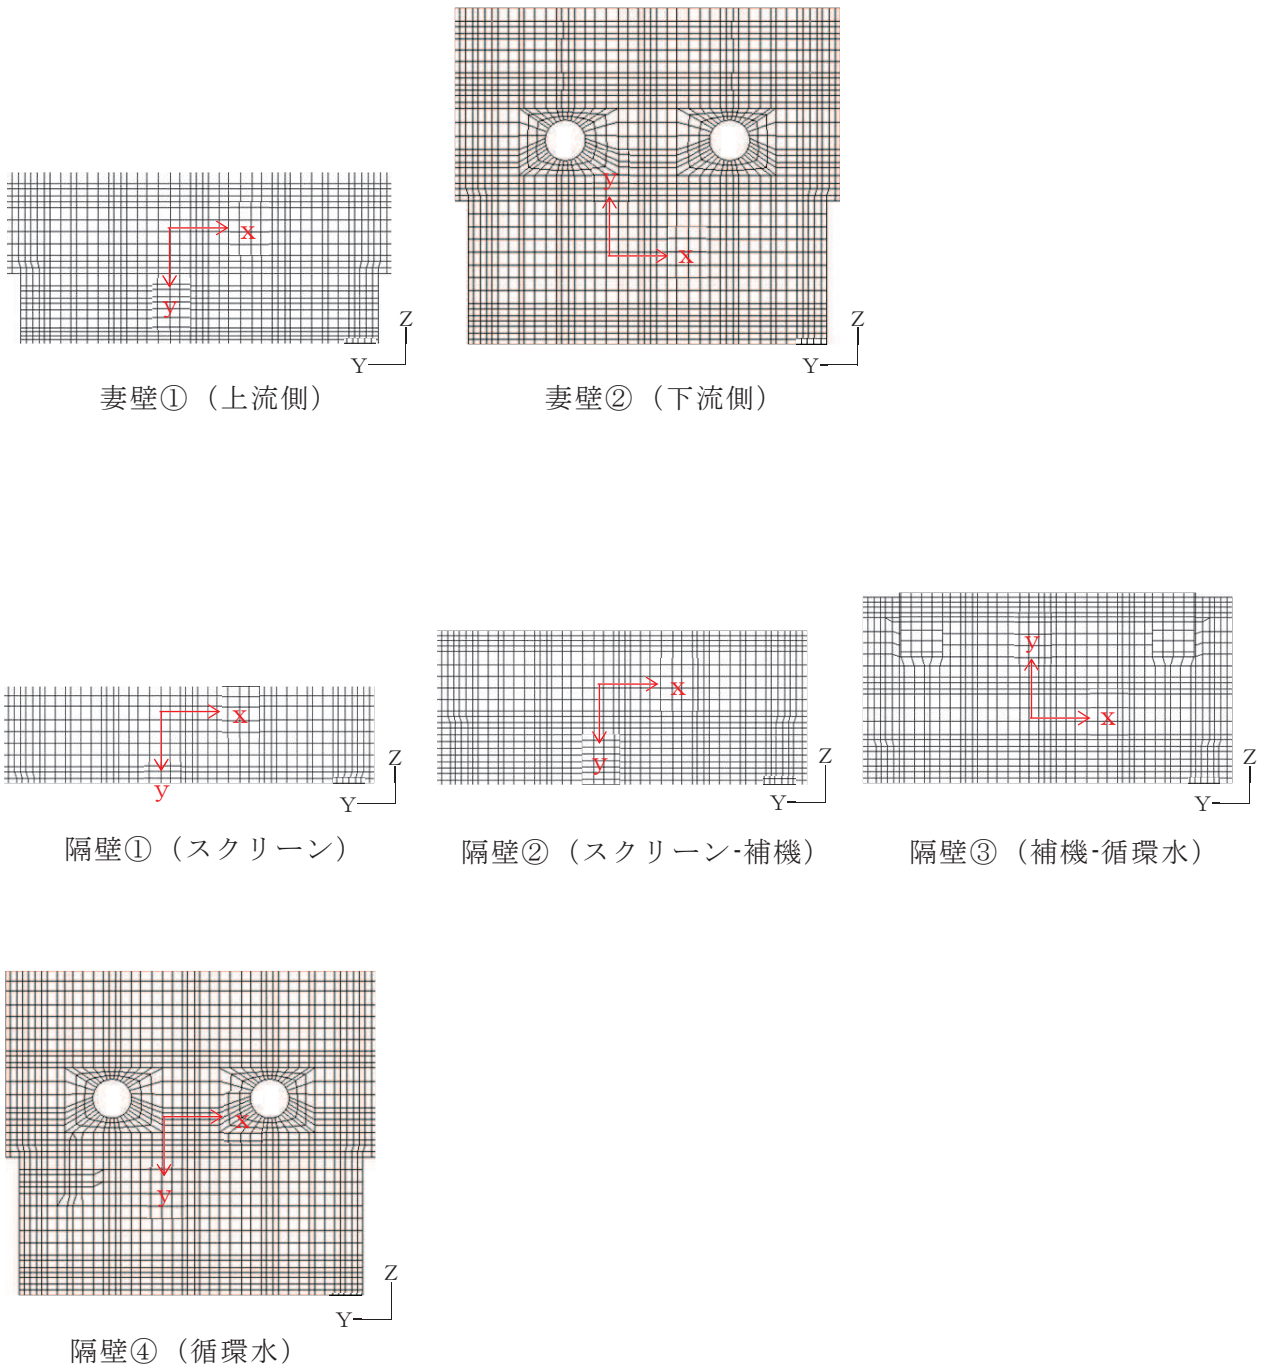 x
y
Z
Y
妻壁①（上流側）
y
x
Z
Y
妻壁②（下流側）
x
y
Z
Y
隔壁①（スクリーン）
x
y
Z
Y
隔壁②（スクリーン-補機）
y
x
Z
Y
隔壁③（補機-循環水）
x
y
Z
Y
隔壁④（循環水）